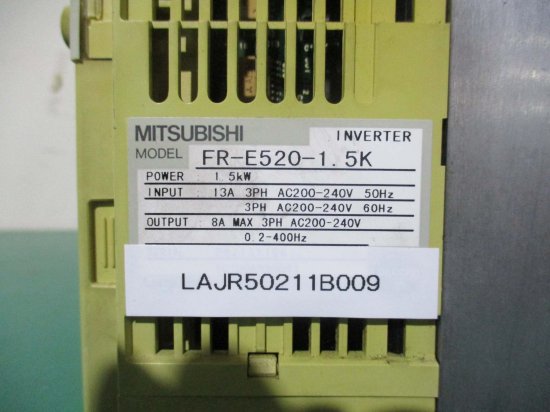 MITSUBISHI INVERTER
MODEL FR-E520-1.5K
POWER : 1.5kW
INPUT : 13A 3PH AC200-240V 50Hz
3PH AC200-240V 60Hz
OUTPUT : 8A MAX 3PH AC200-240V
0.2-400Hz
LAJR50211B009